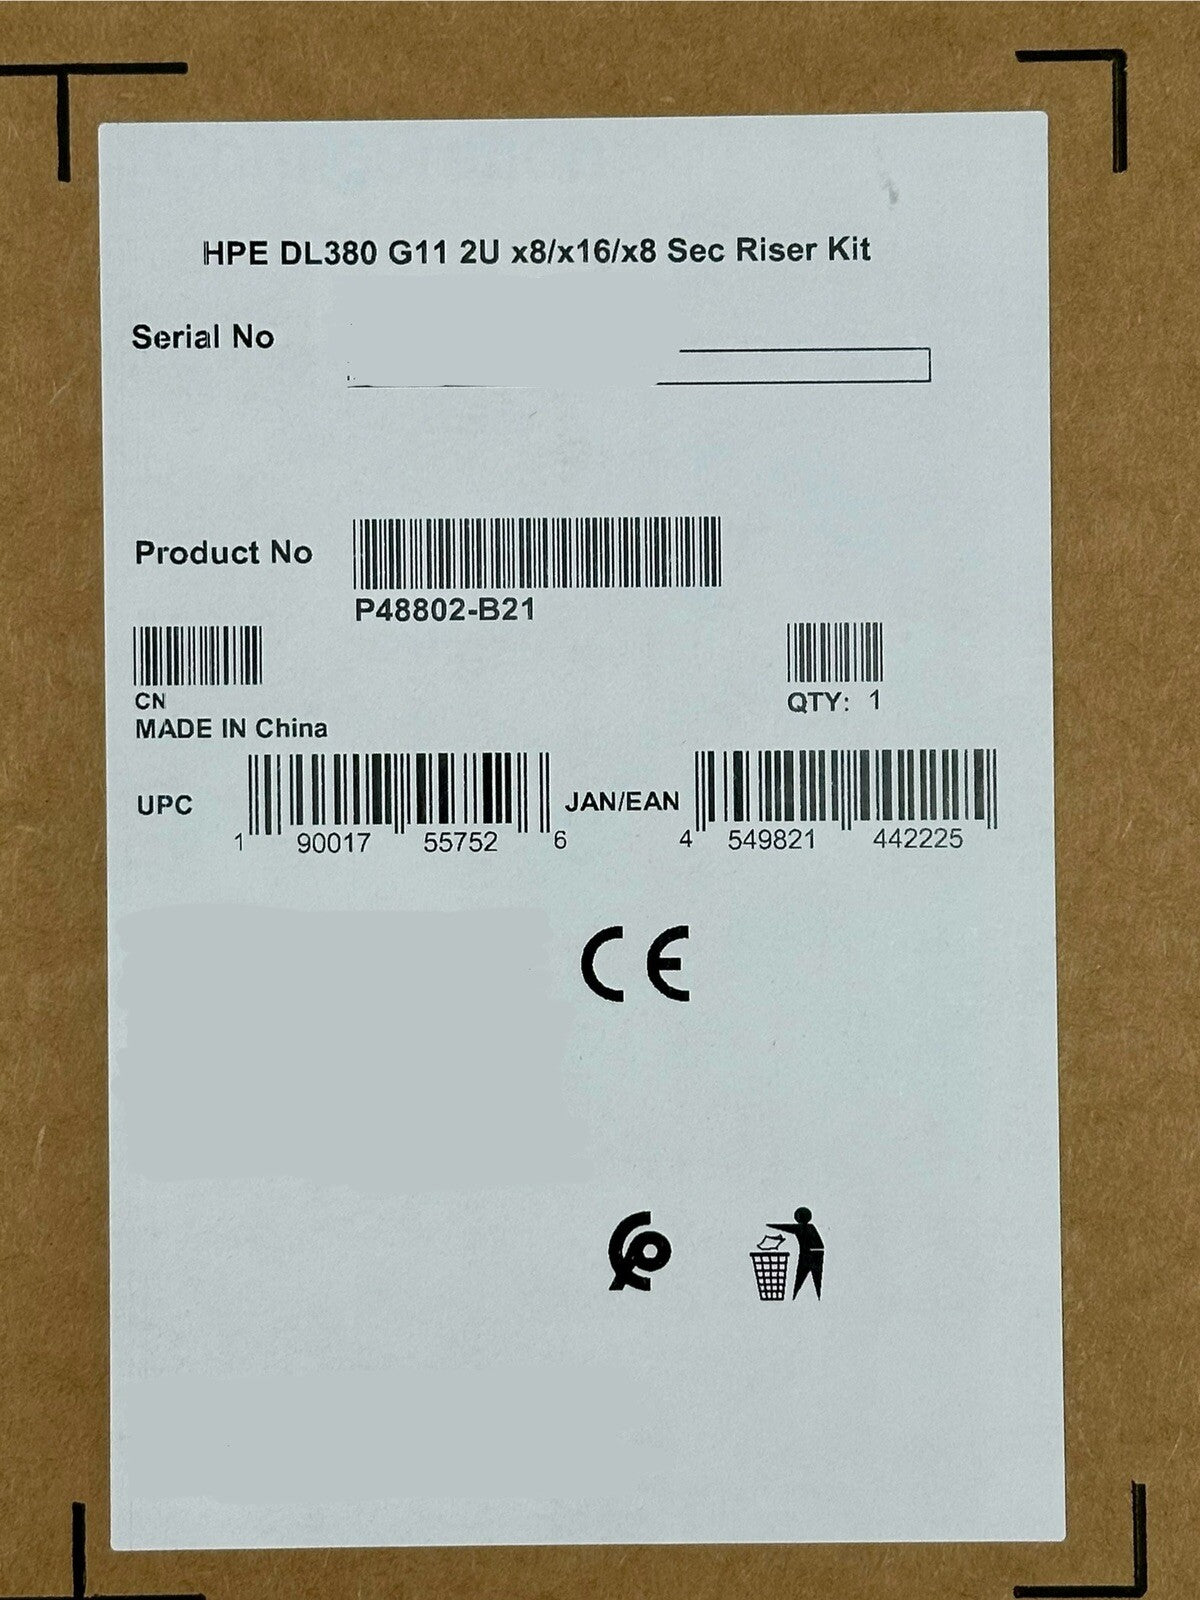 HPE DL380 G11 2U x8/x16/x8 Sec Riser Kit
Serial No
Product No
P48802-B21
CN
QTY: 1
MADE IN China
UPC
1 90017 55752 6
JAN/EAN
4 549821 442225
CE